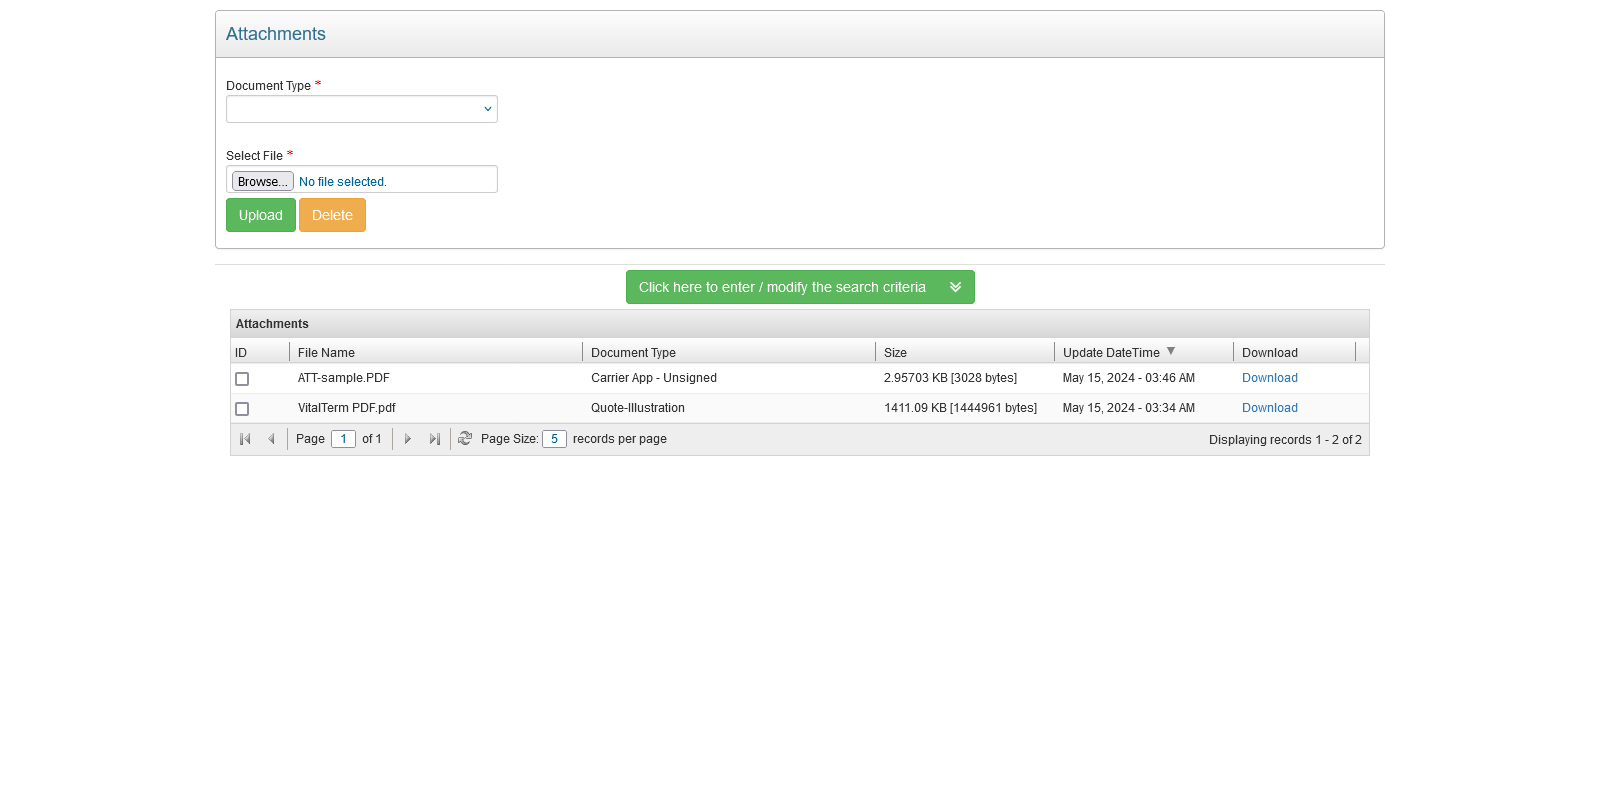 Attachments
Document Type *
Select File *
Browse... No file selected.
Upload Delete
Click here to enter / modify the search criteria
Attachments
ID File Name Document Type Size Update DateTime Download
ATT-sample.PDF Carrier App - Unsigned 2.95703 KB [3028 bytes] May 15, 2024 - 03:46 AM Download
VitalTerm PDF.pdf Quote-Illustration 1411.09 KB [1444961 bytes] May 15, 2024 - 03:34 AM Download
Page 1 of 1 Page Size: 5 records per page Displaying records 1 - 2 of 2